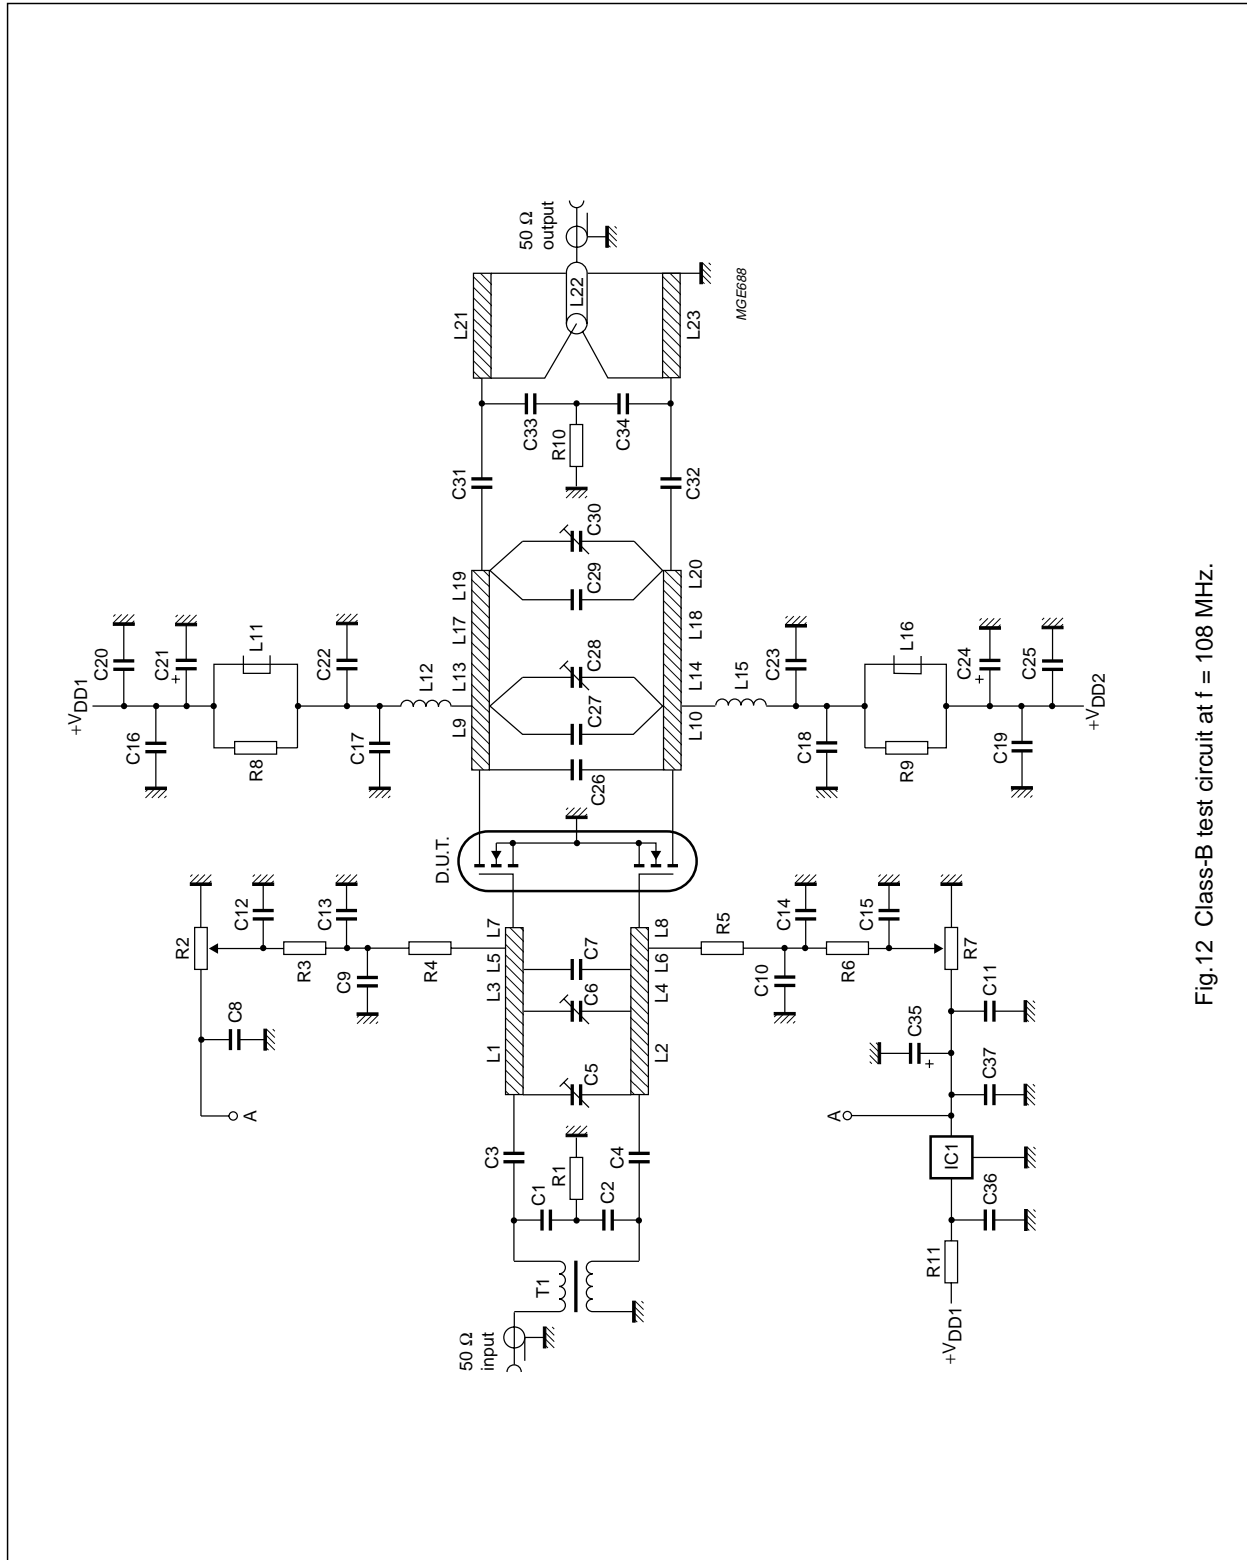 +VDD1
C20
C21
+
C16
L11
R8
C22
C17
L12
L9
L13
L17
L19
C26
C27
C28
C29
C30
L10
L14
L18
L20
L15
C23
C18
L16
R9
C24
+
C25
C19
+VDD2
C31
C32
C33
C34
R10
L21
L22
L23
50 Ω
output
MGE688
D.U.T.
R2
C12
C13
R3
C9
R4
C8
A
L1
L3
L5
L7
C5
C6
C7
L2
L4
L6
L8
R5
C14
C10
R6
C15
R7
C11
C35
+
C37
A
IC1
C36
R11
+VDD1
C3
C1
R1
C2
C4
T1
50 Ω
input
Fig.12 Class-B test circuit at f = 108 MHz.